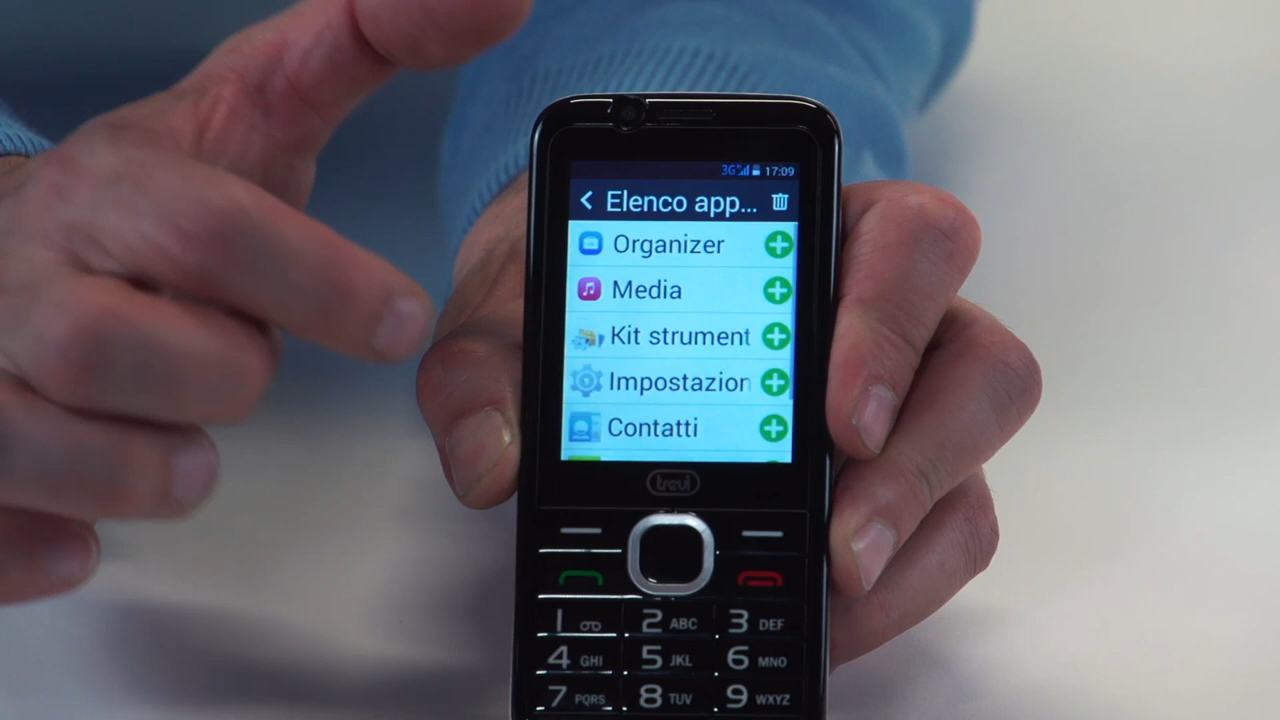 3G 17:09
Elenco app...
Organizer
Media
Kit strument
Impostazion
Contatti
trevi
1
2 ABC
3 DEF
4 GHI
5 JKL
6 MNO
7 PQRS
8 TUV
9 WXYZ